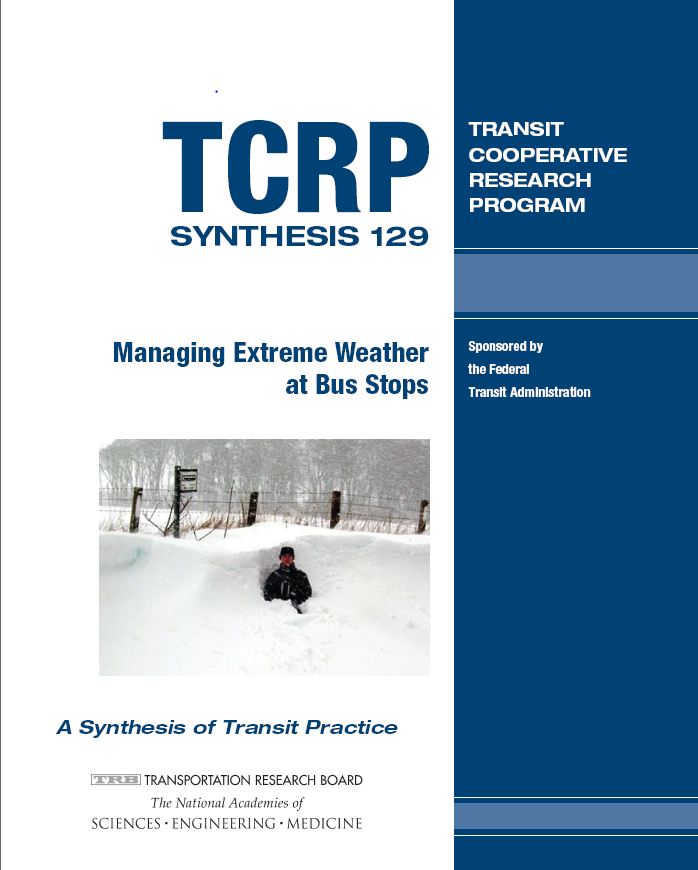 TCRP
SYNTHESIS 129
TRANSIT
COOPERATIVE
RESEARCH
PROGRAM
Managing Extreme Weather
at Bus Stops
Sponsored by
the Federal
Transit Administration
A Synthesis of Transit Practice
TRB TRANSPORTATION RESEARCH BOARD
The National Academies of
SCIENCES • ENGINEERING • MEDICINE